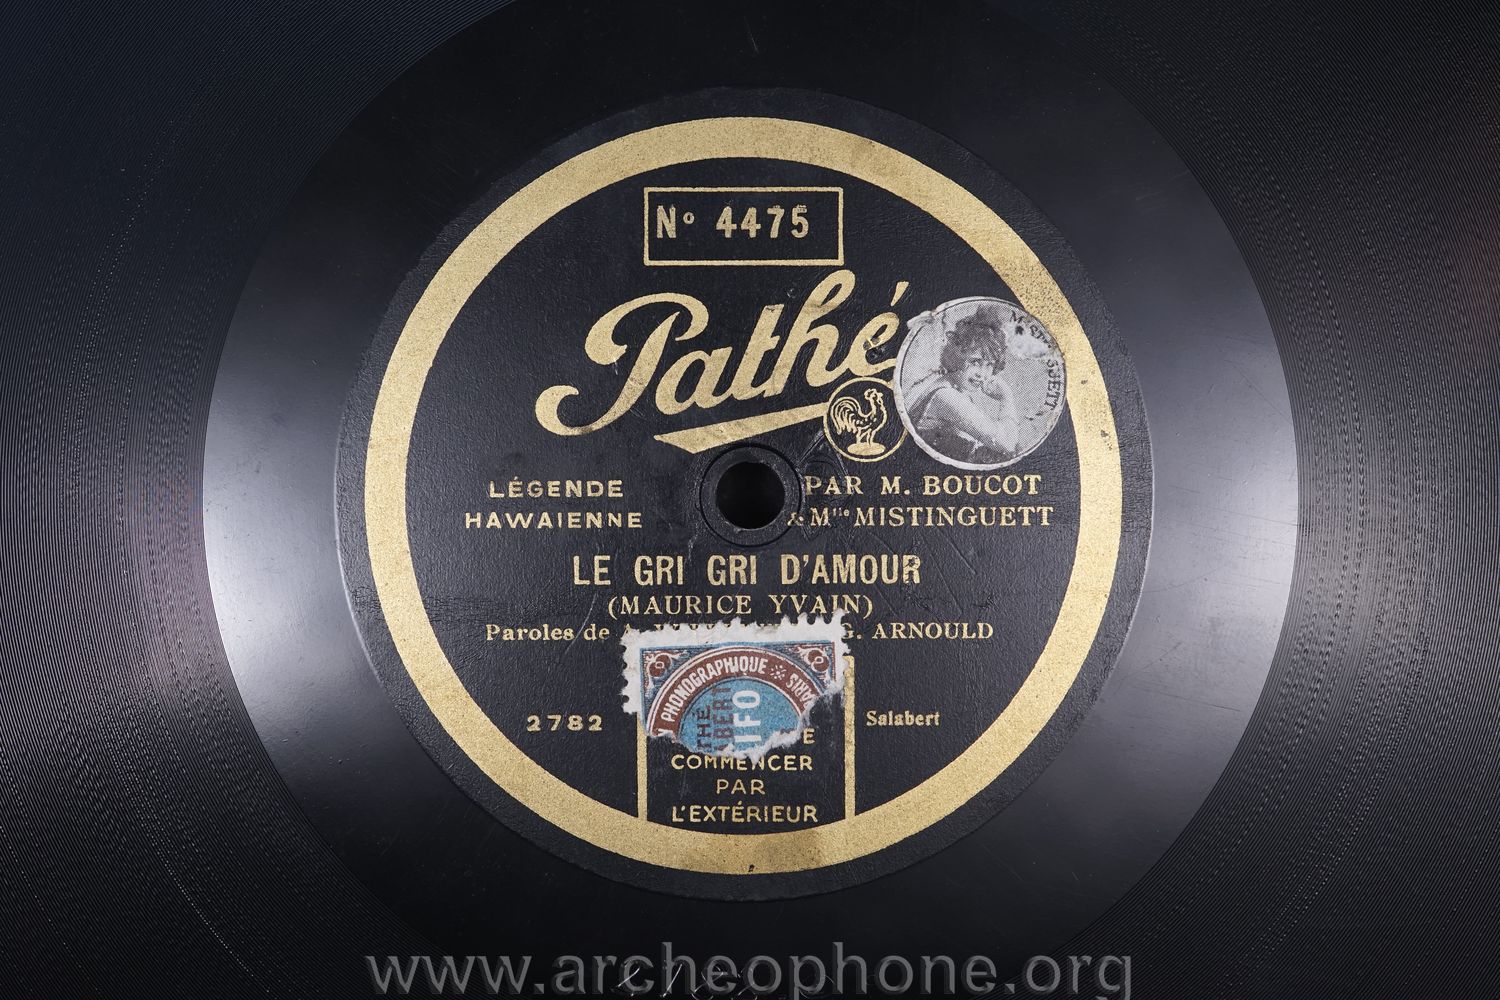 N° 4475
Pathé
LÉGENDE
HAWAIENNE
PAR M. BOUCOT
& Mlle MISTINGUETT
LE GRI GRI D'AMOUR
(MAURICE YVAIN)
Paroles de A. G. ARNOULD
PHONOGRAPHIQUE PARIS
2782
Salabert
COMMENCER
PAR
L'EXTÉRIEUR
www.archeophone.org